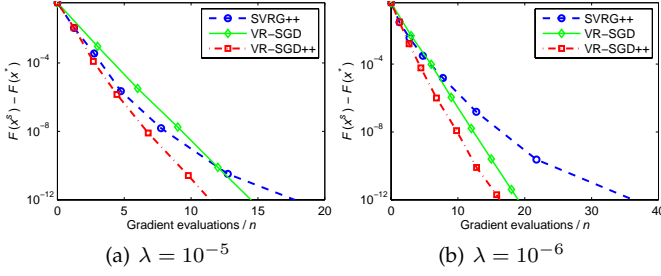 F(x^s) − F(x^*)
10^−4
10^−8
10^−12
SVRG++
VR−SGD
VR−SGD++
0 5 10 15 20
Gradient evaluations / n
(a) λ = 10^−5
F(x^s) − F(x^*)
10^−4
10^−8
10^−12
SVRG++
VR−SGD
VR−SGD++
0 10 20 30 40
Gradient evaluations / n
(b) λ = 10^−6